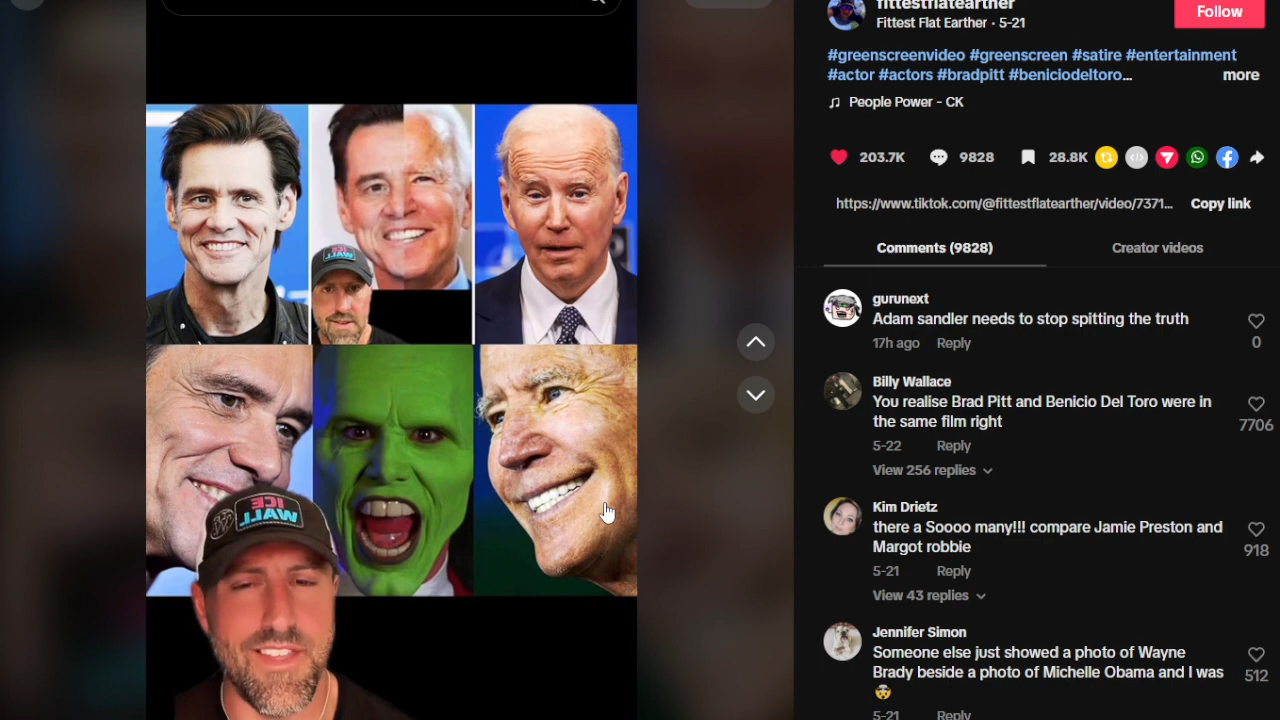 fittestflatearther
Fittest Flat Earther · 5-21
Follow
#greenscreenvideo #greenscreen #satire #entertainment
#actor #actors #bradpitt #beniciodeltoro... more
People Power - CK
203.7K 9828 28.8K
https://www.tiktok.com/@fittestflatearther/video/7371... Copy link
Comments (9828) Creator videos
gurunext
Adam sandler needs to stop spitting the truth
17h ago Reply
0
Billy Wallace
You realise Brad Pitt and Benicio Del Toro were in
the same film right
7706
5-22 Reply
View 256 replies
Kim Drietz
there a Soooo many!!! compare Jamie Preston and
Margot robbie
918
5-21 Reply
View 43 replies
Jennifer Simon
Someone else just showed a photo of Wayne
Brady beside a photo of Michelle Obama and I was
🤯
512
5-21 Reply
ICE
WALL
ICE
WALL